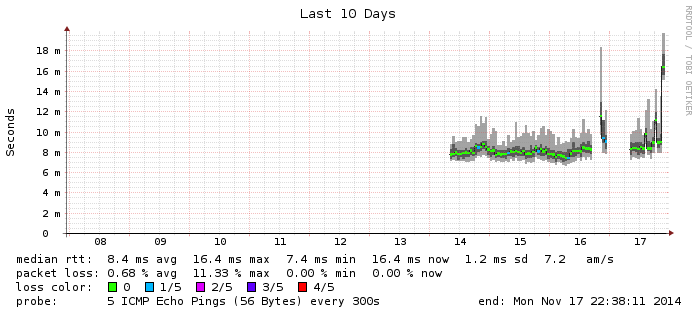 Last 10 Days
RRDTOOL / TOBI OETIKER
Seconds
18 m
16 m
14 m
12 m
10 m
8 m
6 m
4 m
2 m
0
08 09 10 11 12 13 14 15 16 17
median rtt: 8.4 ms avg 16.4 ms max 7.4 ms min 16.4 ms now 1.2 ms sd 7.2 am/s
packet loss: 0.68 % avg 11.33 % max 0.00 % min 0.00 % now
loss color: 0 1/5 2/5 3/5 4/5
probe: 5 ICMP Echo Pings (56 Bytes) every 300s end: Mon Nov 17 22:38:11 2014